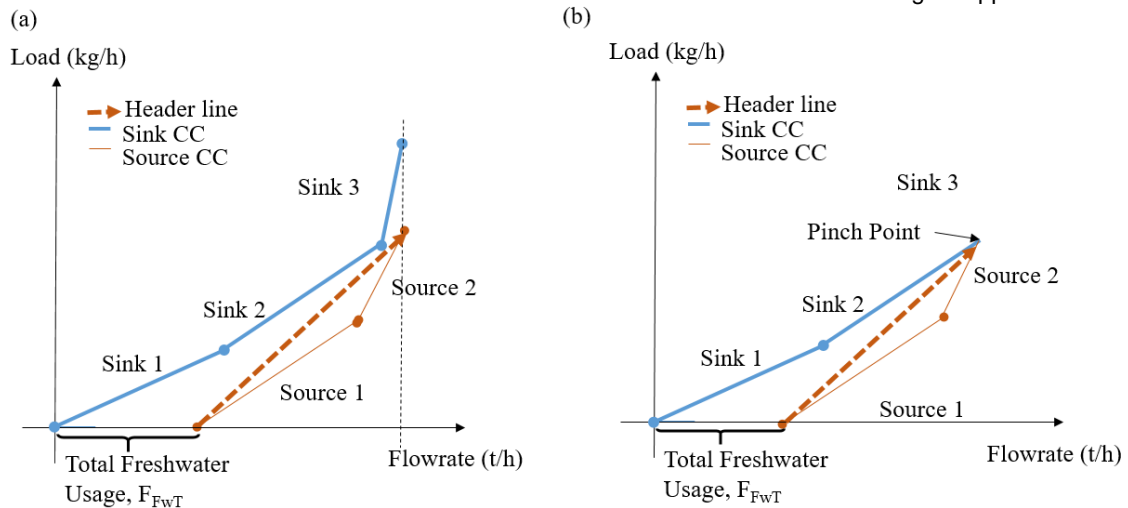 (a)
Load (kg/h)
Header line
Sink CC
Source CC
Sink 3
Sink 2
Source 2
Sink 1
Source 1
Total Freshwater
Usage, FFwT
Flowrate (t/h)
(b)
Load (kg/h)
Header line
Sink CC
Source CC
Sink 3
Pinch Point
Source 2
Sink 2
Sink 1
Source 1
Total Freshwater
Usage, FFwT
Flowrate (t/h)